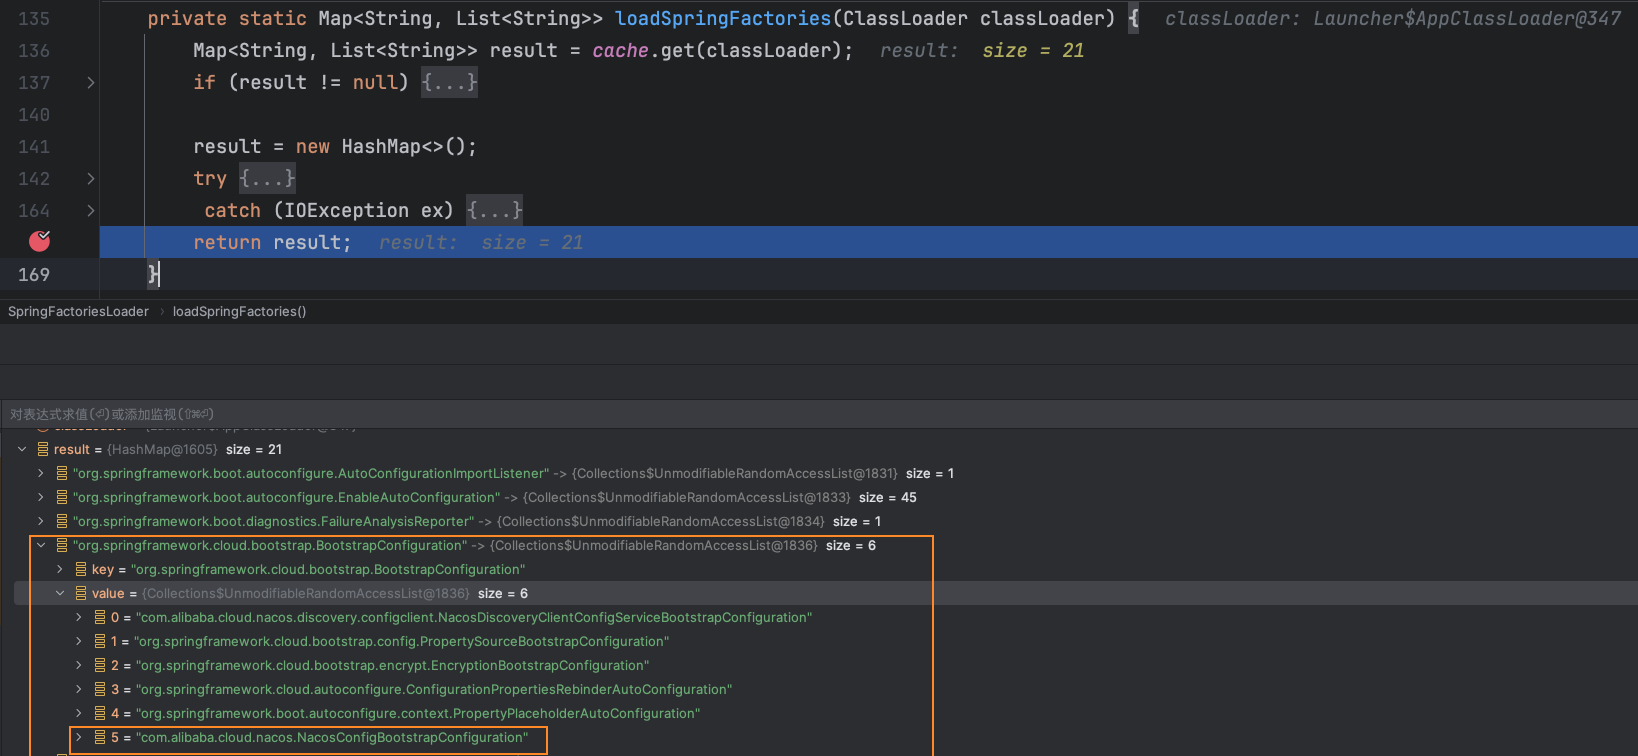 135 private static Map<String, List<String>> loadSpringFactories(ClassLoader classLoader) { classLoader: Launcher$AppClassLoader@347
136 Map<String, List<String>> result = cache.get(classLoader); result: size = 21
137 if (result != null) {...}
140
141 result = new HashMap<>();
142 try {...}
164 catch (IOException ex) {...}
return result; result: size = 21
169 }
SpringFactoriesLoader › loadSpringFactories()
对表达式求值(⏎)或添加监视(⇧⌘⏎)
result = {HashMap@1605} size = 21
"org.springframework.boot.autoconfigure.AutoConfigurationImportListener" -> {Collections$UnmodifiableRandomAccessList@1831} size = 1
"org.springframework.boot.autoconfigure.EnableAutoConfiguration" -> {Collections$UnmodifiableRandomAccessList@1833} size = 45
"org.springframework.boot.diagnostics.FailureAnalysisReporter" -> {Collections$UnmodifiableRandomAccessList@1834} size = 1
"org.springframework.cloud.bootstrap.BootstrapConfiguration" -> {Collections$UnmodifiableRandomAccessList@1836} size = 6
key = "org.springframework.cloud.bootstrap.BootstrapConfiguration"
value = {Collections$UnmodifiableRandomAccessList@1836} size = 6
0 = "com.alibaba.cloud.nacos.discovery.configclient.NacosDiscoveryClientConfigServiceBootstrapConfiguration"
1 = "org.springframework.cloud.bootstrap.config.PropertySourceBootstrapConfiguration"
2 = "org.springframework.cloud.bootstrap.encrypt.EncryptionBootstrapConfiguration"
3 = "org.springframework.cloud.autoconfigure.ConfigurationPropertiesRebinderAutoConfiguration"
4 = "org.springframework.boot.autoconfigure.context.PropertyPlaceholderAutoConfiguration"
5 = "com.alibaba.cloud.nacos.NacosConfigBootstrapConfiguration"